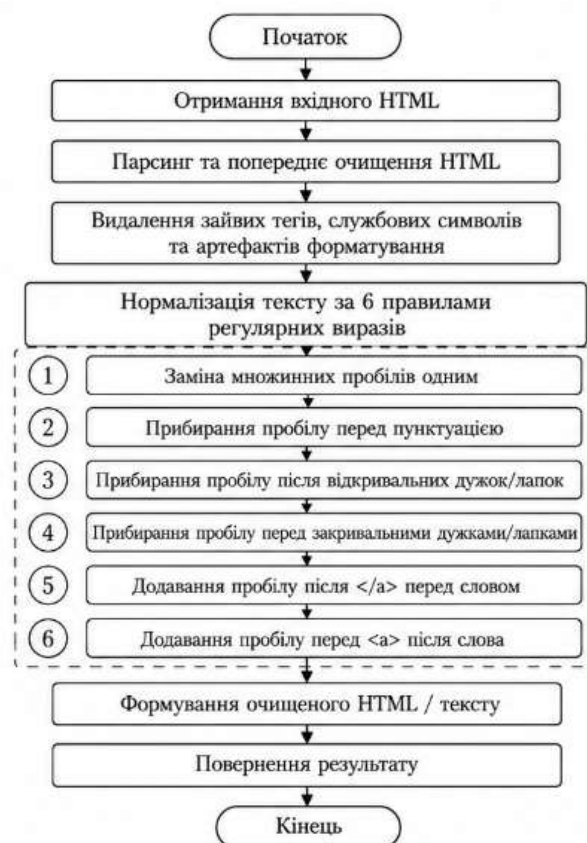 Початок
Отримання вхідного HTML
Парсинг та попереднє очищення HTML
Видалення зайвих тегів, службових символів
та артефактів форматування
Нормалізація тексту за 6 правилами
регулярних виразів
1 Заміна множинних пробілів одним
2 Прибирання пробілу перед пунктуацією
3 Прибирання пробілу після відкривальних дужок/лапок
4 Прибирання пробілу перед закривальними дужками/лапками
5 Додавання пробілу після </a> перед словом
6 Додавання пробілу перед <a> після слова
Формування очищеного HTML / тексту
Повернення результату
Кінець